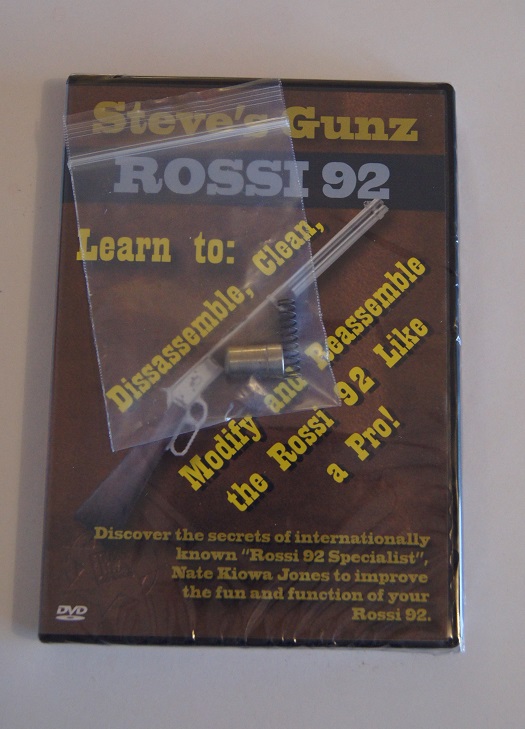 Steve's Gunz
ROSSI 92
Learn to:
Dissassemble, Clean,
Modify and Reassemble
the Rossi 92 Like
a Pro!
Discover the secrets of internationally
known "Rossi 92 Specialist",
Nate Kiowa Jones to improve
the fun and function of your
Rossi 92.
DVD